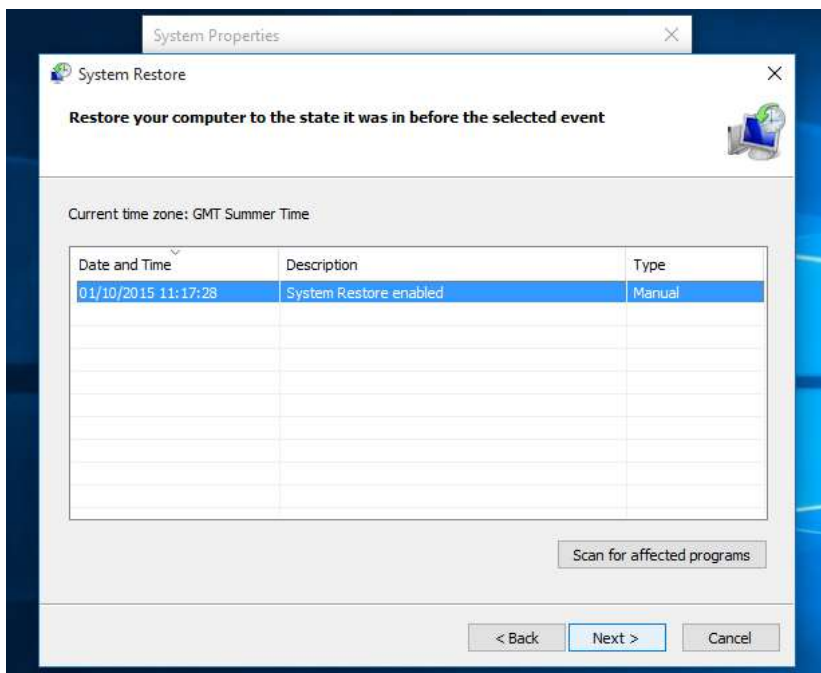 System Properties
System Restore
Restore your computer to the state it was in before the selected event
Current time zone: GMT Summer Time
Date and Time Description Type
01/10/2015 11:17:28 System Restore enabled Manual
Scan for affected programs
< Back Next > Cancel